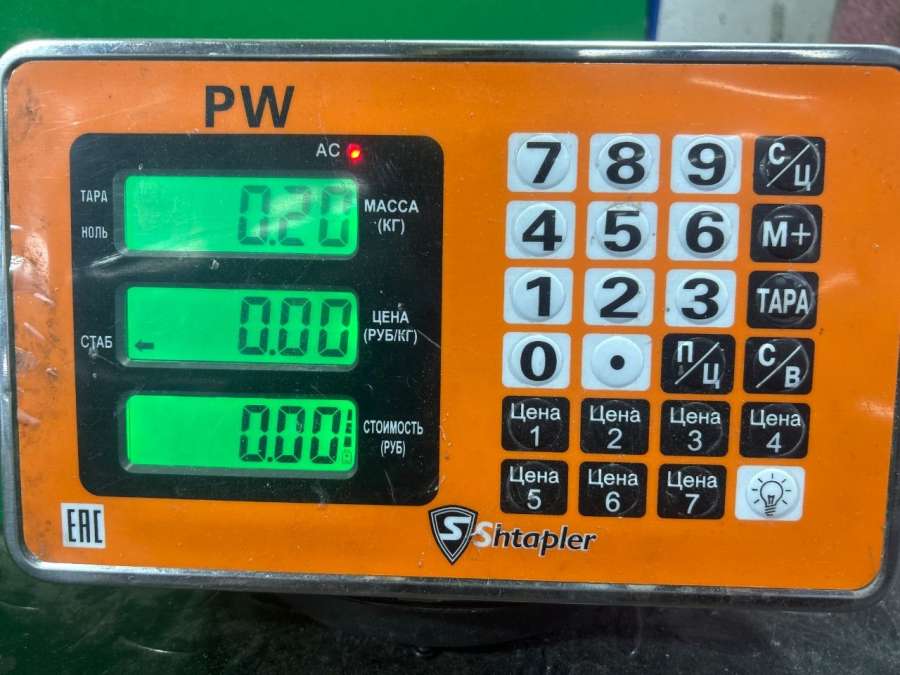 PW
AC
ТАРА
НОЛЬ
0.20
МАССА
(КГ)
СТАБ
0.00
ЦЕНА
(РУБ/КГ)
0.00
СТОИМОСТЬ
(РУБ)
7 8 9 С/Ц
4 5 6 М+
1 2 3 ТАРА
0 . П/Ц С/В
Цена 1 Цена 2 Цена 3 Цена 4
Цена 5 Цена 6 Цена 7
EAC
S Shtapler